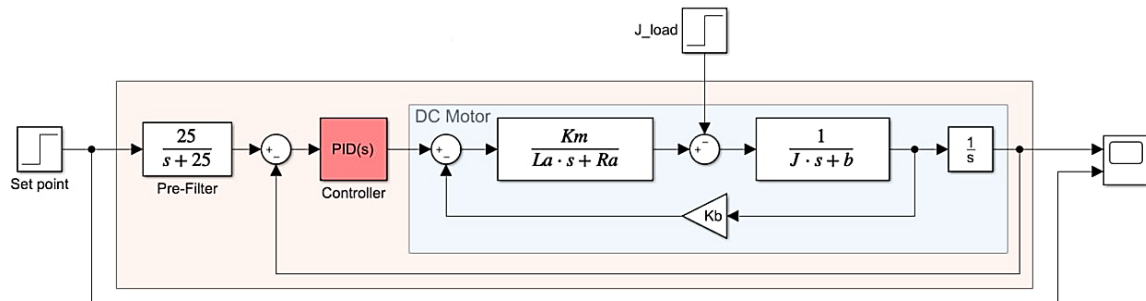 J_load
DC Motor
25
s + 25
+
−
PID(s)
+
−
Km
La · s + Ra
−
+
1
J · s + b
1
s
Set point
Pre-Filter
Controller
Kb